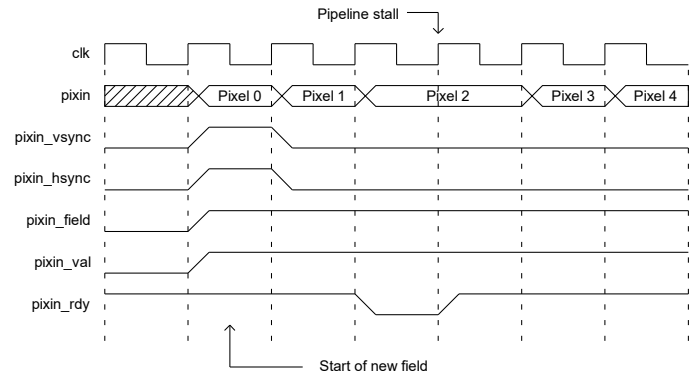 Pipeline stall
clk
pixin
Pixel 0
Pixel 1
Pixel 2
Pixel 3
Pixel 4
pixin_vsync
pixin_hsync
pixin_field
pixin_val
pixin_rdy
Start of new field